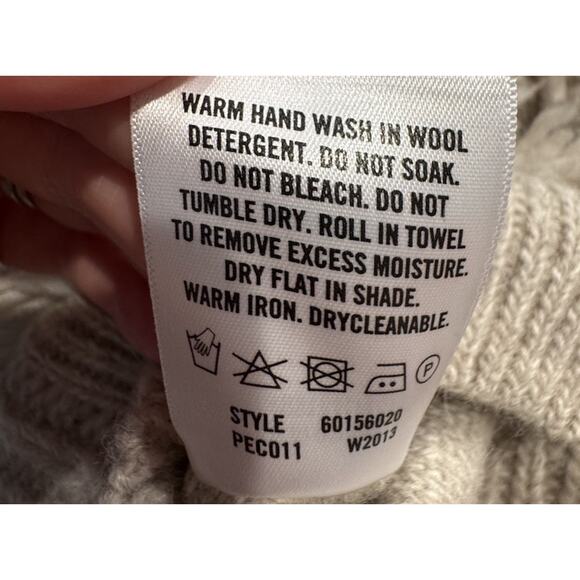 WARM HAND WASH IN WOOL
DETERGENT. DO NOT SOAK.
DO NOT BLEACH. DO NOT
TUMBLE DRY. ROLL IN TOWEL
TO REMOVE EXCESS MOISTURE.
DRY FLAT IN SHADE.
WARM IRON. DRYCLEANABLE.
P
STYLE 60156020
PEC011 W2013